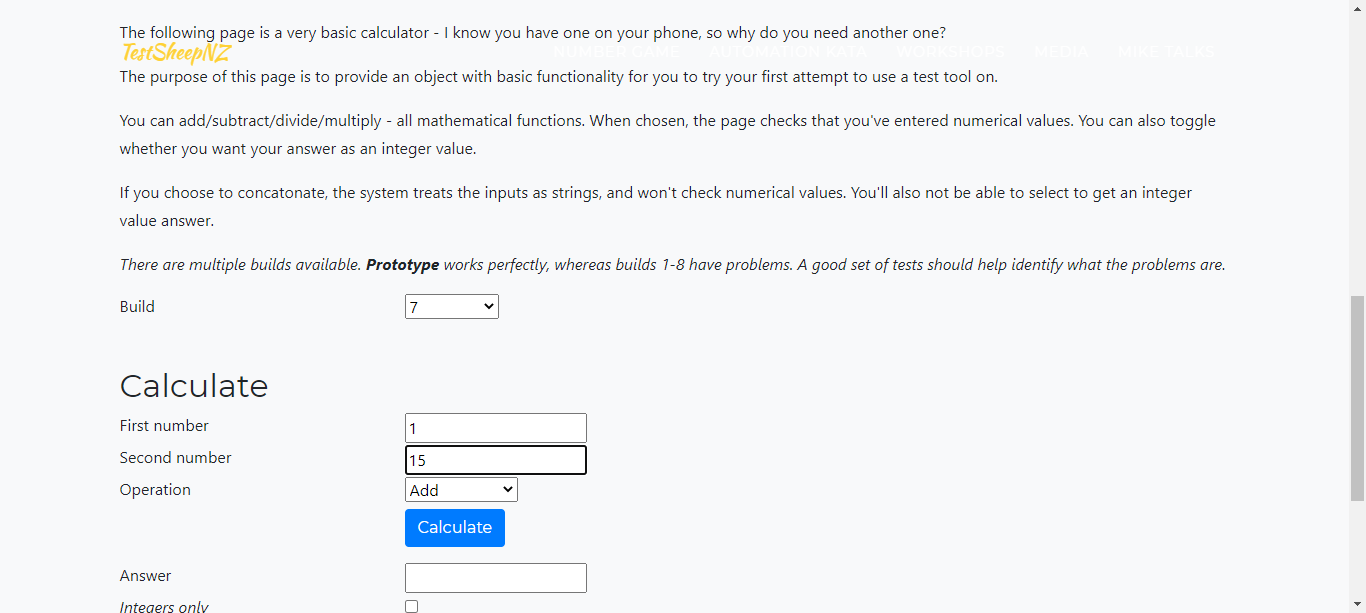 The following page is a very basic calculator - I know you have one on your phone, so why do you need another one?
TestSheepNZ NUMBER GAME AUTOMATION BETA WORKSHOPS MEDIA MIKE TALKS
The purpose of this page is to provide an object with basic functionality for you to try your first attempt to use a test tool on.
You can add/subtract/divide/multiply - all mathematical functions. When chosen, the page checks that you've entered numerical values. You can also toggle
whether you want your answer as an integer value.
If you choose to concatonate, the system treats the inputs as strings, and won't check numerical values. You'll also not be able to select to get an integer
value answer.
There are multiple builds available. Prototype works perfectly, whereas builds 1-8 have problems. A good set of tests should help identify what the problems are.
Build 7
Calculate
First number 1
Second number 15
Operation Add
Calculate
Answer
Integers only